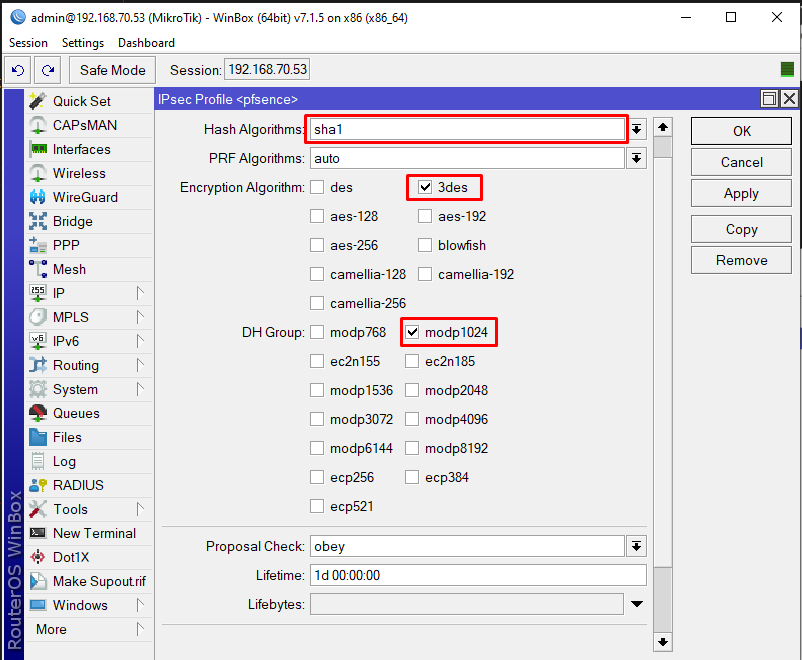 admin@192.168.70.53 (MikroTik) - WinBox (64bit) v7.1.5 on x86 (x86_64)
Session Settings Dashboard
Safe Mode Session: 192.168.70.53
Quick Set
CAPsMAN
Interfaces
Wireless
WireGuard
Bridge
PPP
Mesh
IP
MPLS
IPv6
Routing
System
Queues
Files
Log
RADIUS
Tools
New Terminal
Dot1X
Make Supout.rif
Windows
More
RouterOS WinBox
IPsec Profile <pfsence>
Hash Algorithms: sha1
PRF Algorithms: auto
Encryption Algorithm: des 3des
aes-128 aes-192
aes-256 blowfish
camellia-128 camellia-192
camellia-256
DH Group: modp768 modp1024
ec2n155 ec2n185
modp1536 modp2048
modp3072 modp4096
modp6144 modp8192
ecp256 ecp384
ecp521
Proposal Check: obey
Lifetime: 1d 00:00:00
Lifebytes:
OK
Cancel
Apply
Copy
Remove